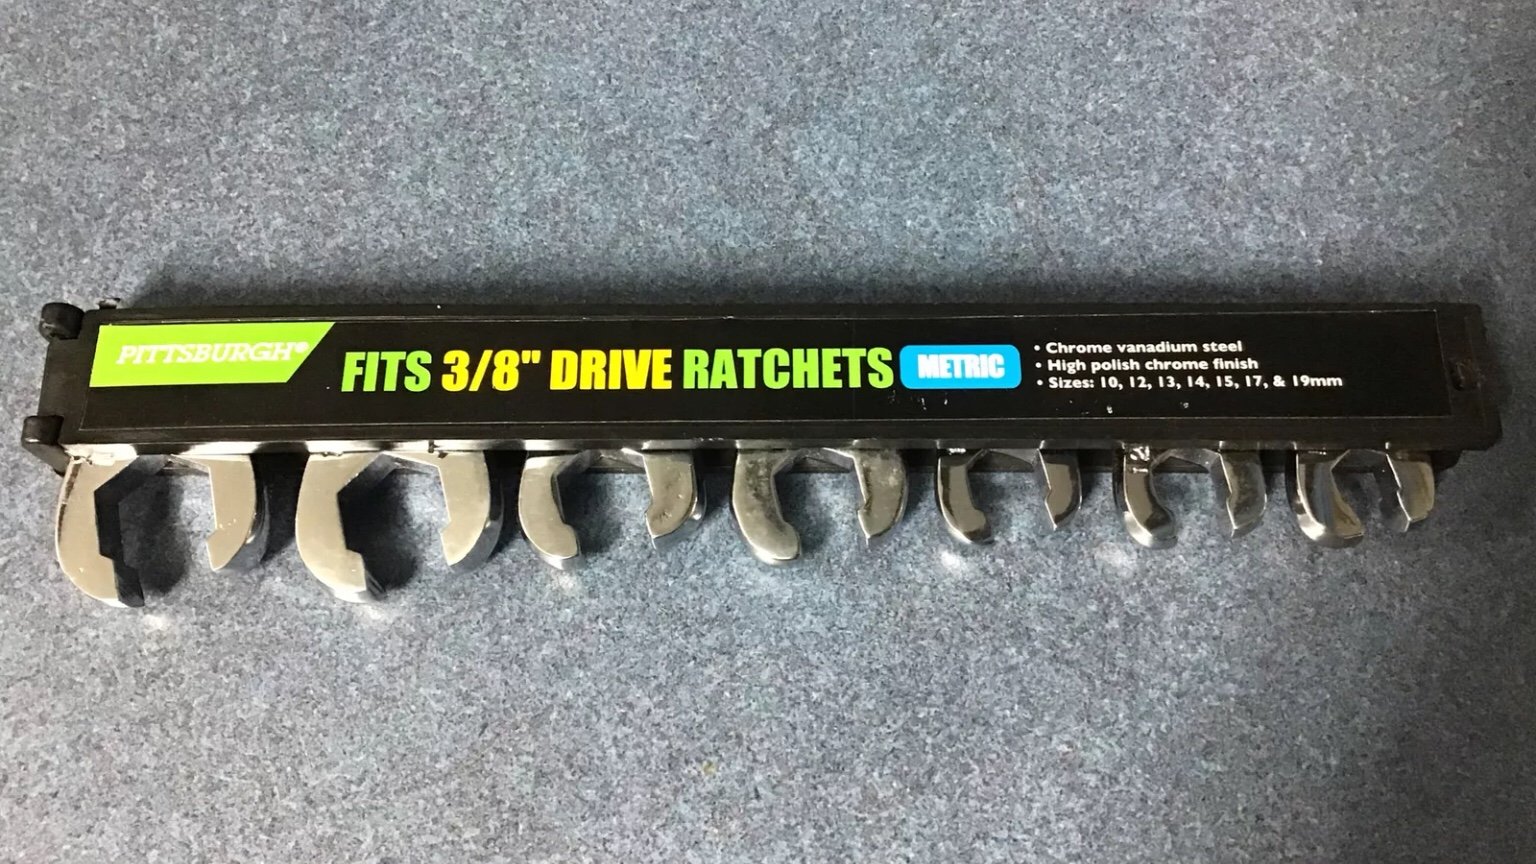 PITTSBURGH®
FITS 3/8" DRIVE RATCHETS
METRIC
• Chrome vanadium steel
• High polish chrome finish
• Sizes: 10, 12, 13, 14, 15, 17, & 19mm